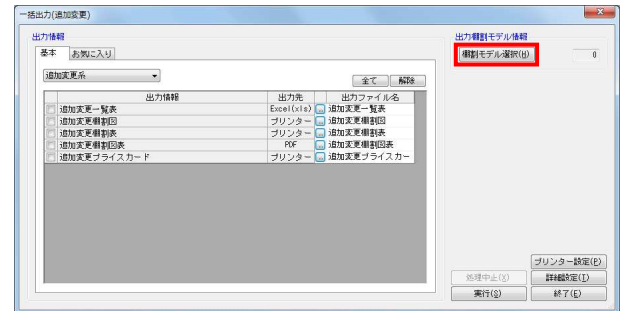 一括出力(追加変更)
出力情報
基本 お気に入り
追加変更系
全て 解除
出力情報 出力先 出力ファイル名
追加変更一覧表 Excel(xls) ... 追加変更一覧表
追加変更棚割図 プリンター ... 追加変更棚割図
追加変更棚割表 プリンター ... 追加変更棚割表
追加変更棚割図表 PDF ... 追加変更棚割図表
追加変更プライスカード プリンター ... 追加変更プライスカー
出力棚割モデル情報
棚割モデル選択(H) 0
プリンター設定(P)
処理中止(X) 詳細設定(I)
実行(S) 終了(E)